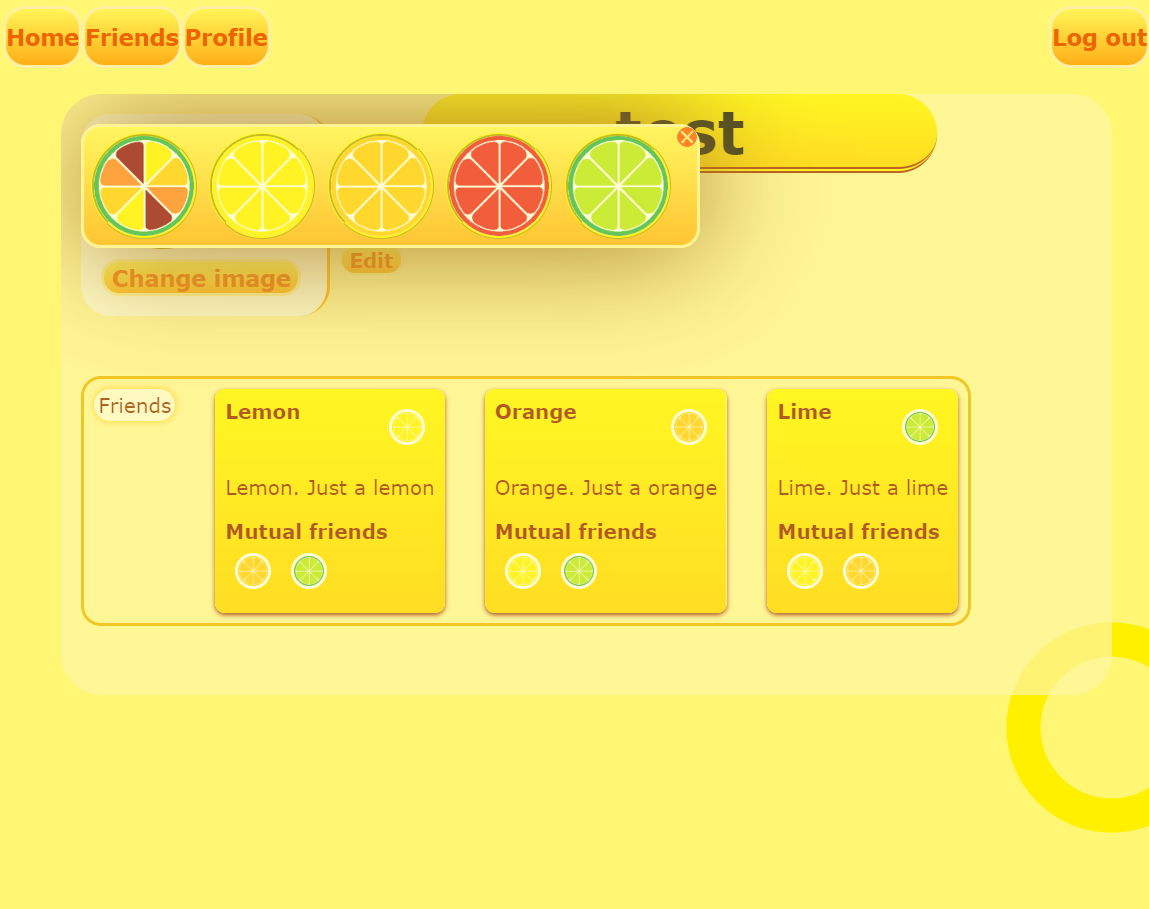 Home Friends Profile Log out
test
Edit
Change image
Friends
Lemon
Lemon. Just a lemon
Mutual friends
Orange
Orange. Just a orange
Mutual friends
Lime
Lime. Just a lime
Mutual friends